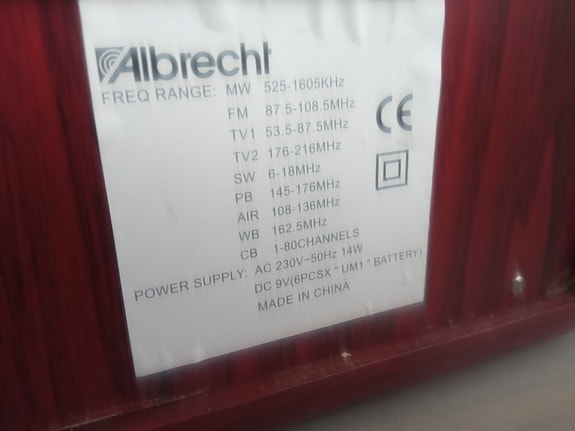 Albrecht
FREQ RANGE: MW 525-1605KHz
FM 87.5-108.5MHz
TV1 53.5-87.5MHz
TV2 176-216MHz
SW 6-18MHz
PB 145-176MHz
AIR 108-136MHz
WB 162.5MHz
CB 1-80CHANNELS
POWER SUPPLY: AC 230V~50Hz 14W
DC 9V(6PCSX " UM1 " BATTERY)
MADE IN CHINA
CE